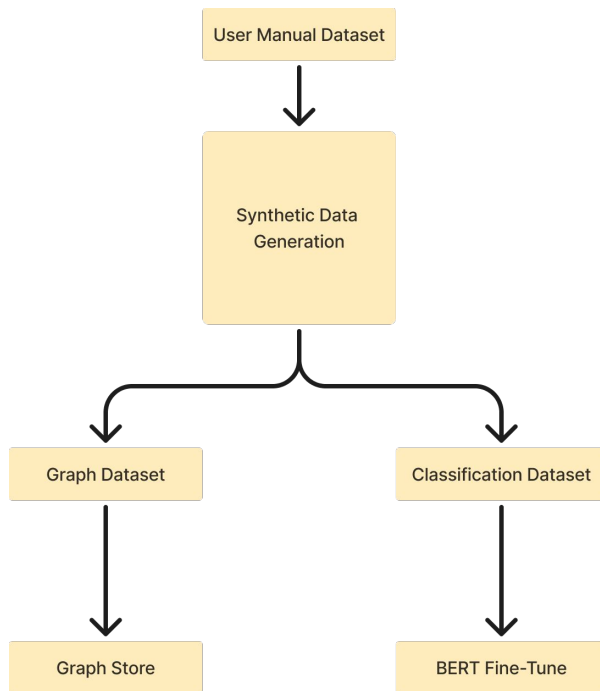 User Manual Dataset
Synthetic Data
Generation
Graph Dataset
Classification Dataset
Graph Store
BERT Fine-Tune